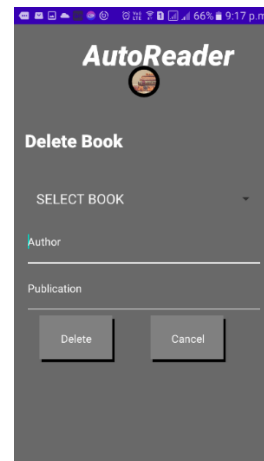 66% 9:17 p.m
AutoReader
Delete Book
SELECT BOOK
Author
Publication
Delete Cancel